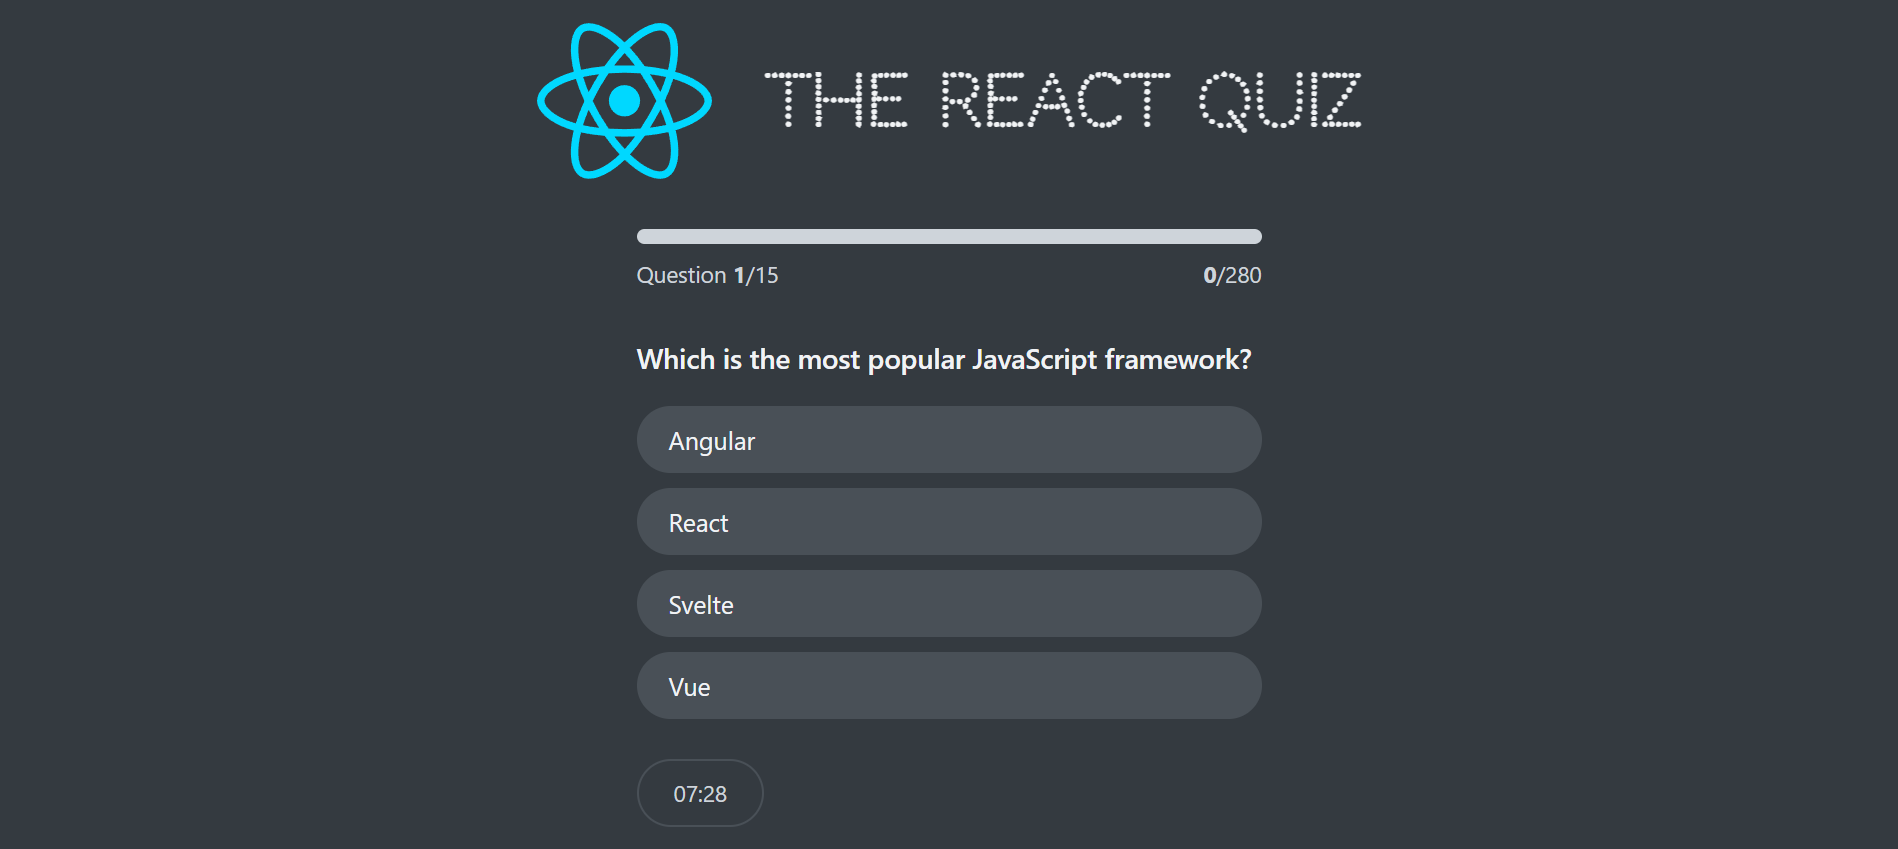 THE REACT QUIZ
Question 1/15
0/280
Which is the most popular JavaScript framework?
Angular
React
Svelte
Vue
07:28